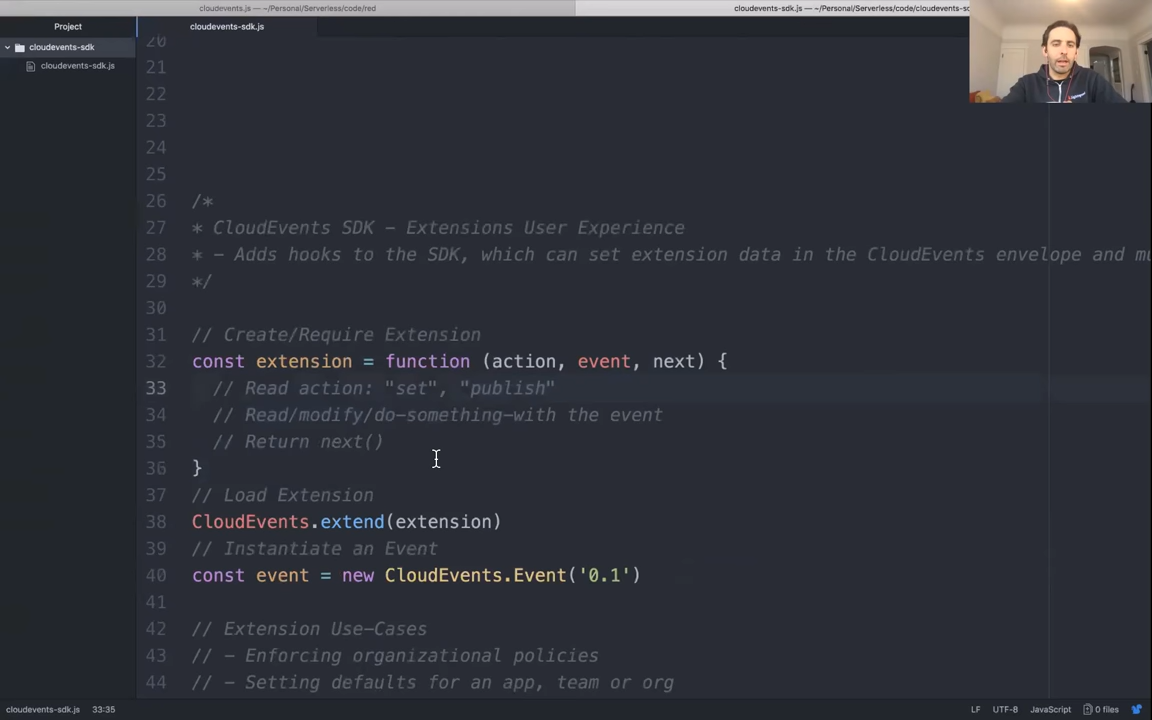 cloudevents.js — ~/Personal/Serverless/code/red
cloudevents-sdk.js — ~/Personal/Serverless/code/cloudevents-sd
Project
cloudevents-sdk.js
cloudevents-sdk
cloudevents-sdk.js
20
21
22
23
24
25
26 /*
27 * CloudEvents SDK - Extensions User Experience
28 * - Adds hooks to the SDK, which can set extension data in the CloudEvents envelope and mu
29 */
30
31 // Create/Require Extension
32 const extension = function (action, event, next) {
33 // Read action: "set", "publish"
34 // Read/modify/do-something-with the event
35 // Return next()
36 }
37 // Load Extension
38 CloudEvents.extend(extension)
39 // Instantiate an Event
40 const event = new CloudEvents.Event('0.1')
41
42 // Extension Use-Cases
43 // - Enforcing organizational policies
44 // - Setting defaults for an app, team or org
cloudevents-sdk.js 33:35 LF UTF-8 JavaScript 0 files